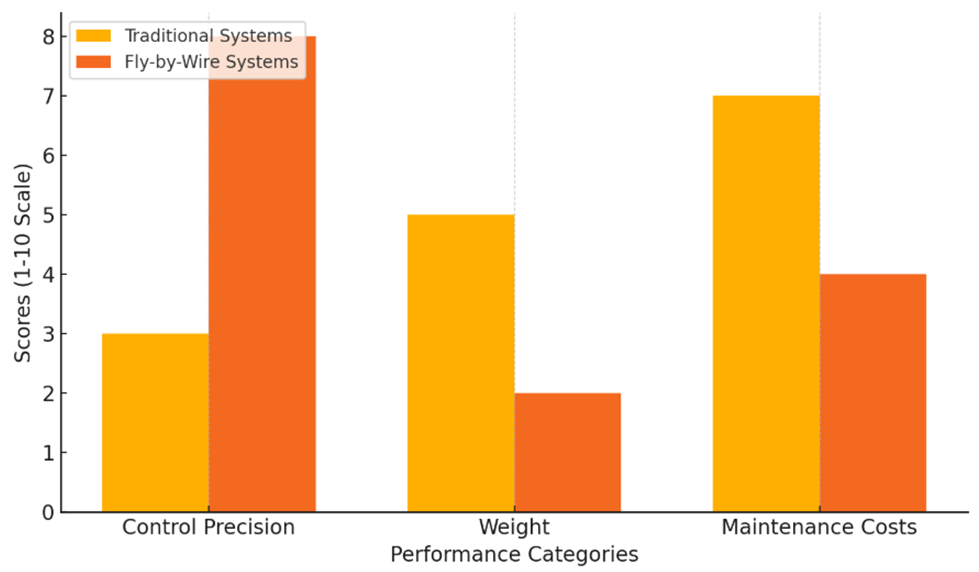 Traditional Systems
Fly-by-Wire Systems
Scores (1-10 Scale)
8
7
6
5
4
3
2
1
0
Control Precision Weight Maintenance Costs
Performance Categories